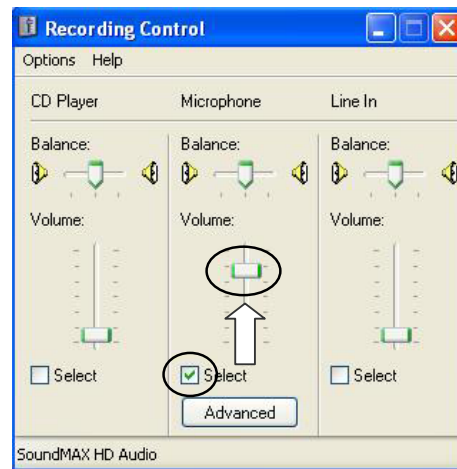 Recording Control
Options Help
CD Player Microphone Line In
Balance: Balance: Balance:
Volume: Volume: Volume:
Select Select Select
Advanced
SoundMAX HD Audio